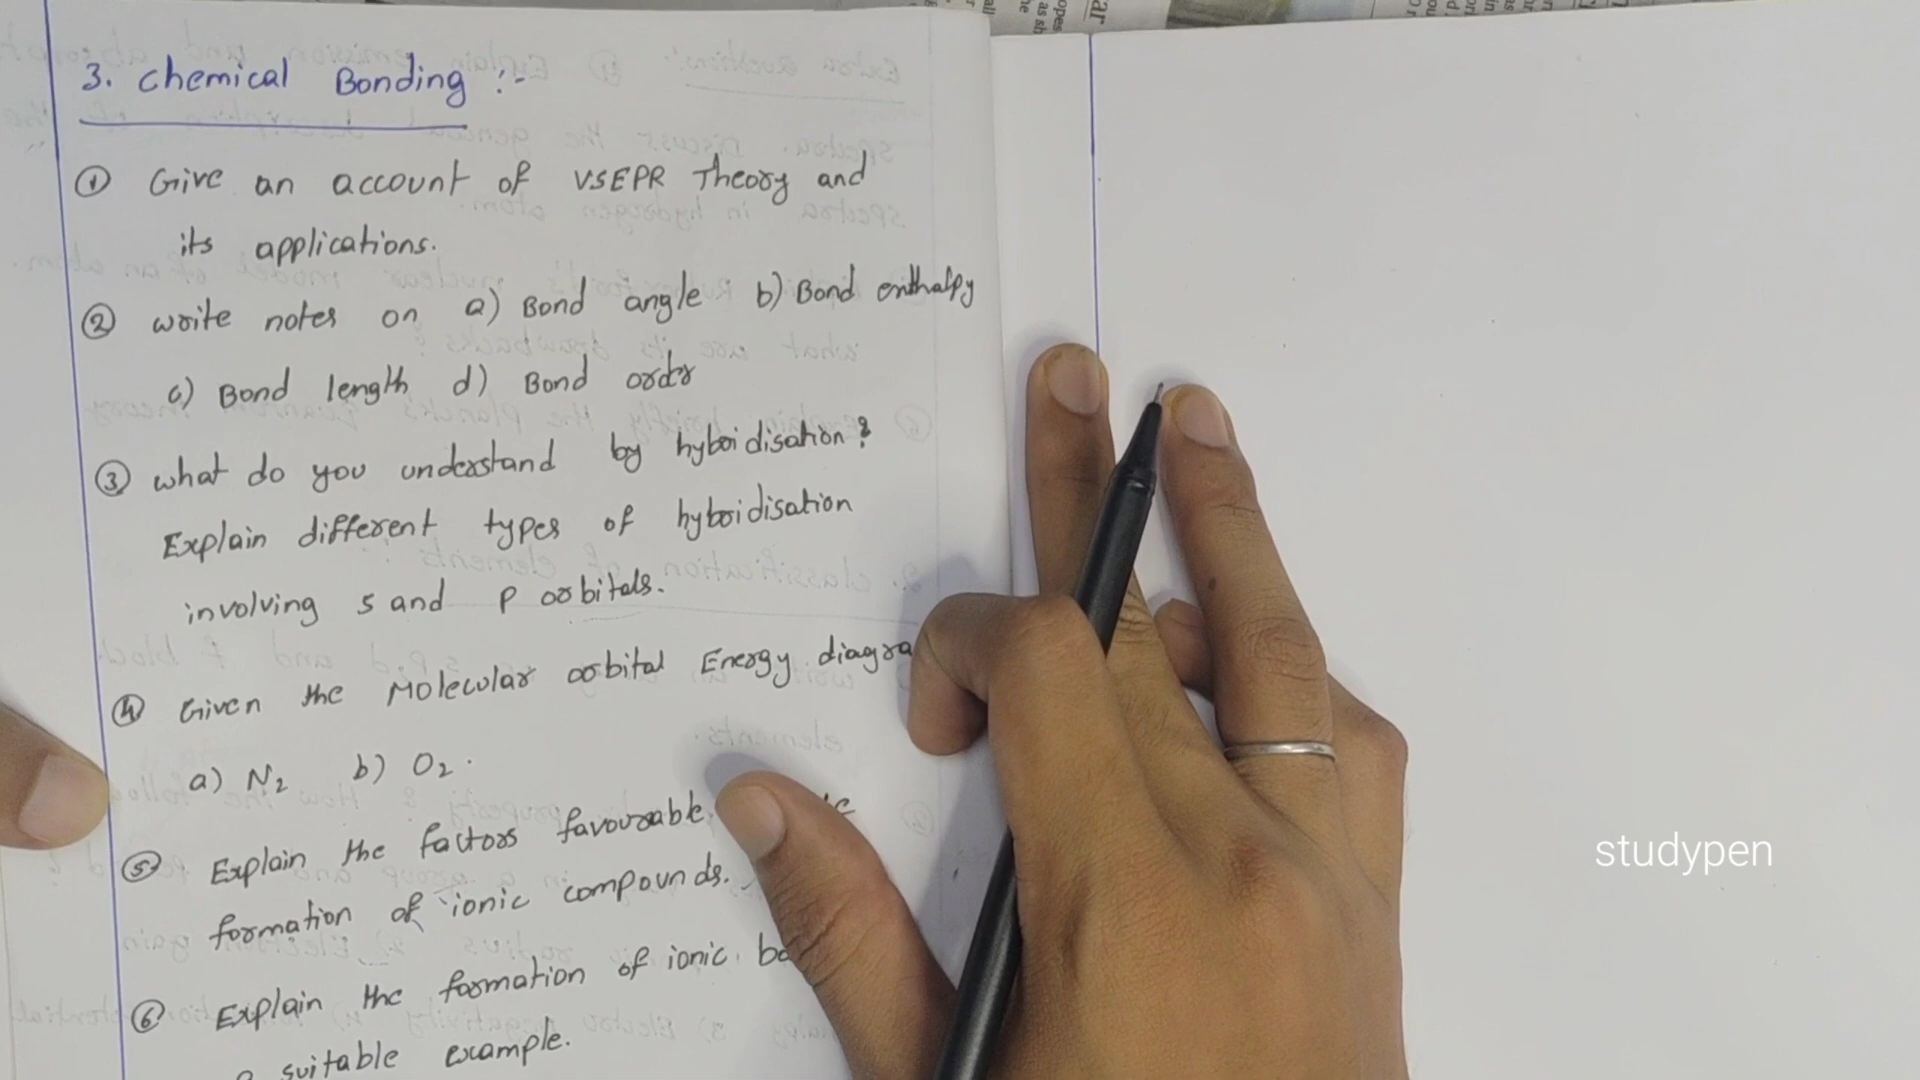 3. Chemical Bonding :-
① Give an account of VSEPR Theory and
its applications.
② write notes on a) Bond angle b) Bond enthalpy
c) Bond length d) Bond order
③ what do you understand by hybridisation?
Explain different types of hybridisation
involving s and p orbitals.
④ Given the Molecular orbital Energy diagra
a) N₂ b) O₂.
⑤ Explain the factors favourable
formation of ionic compounds.
⑥ Explain the formation of ionic bo
a suitable example.
studypen